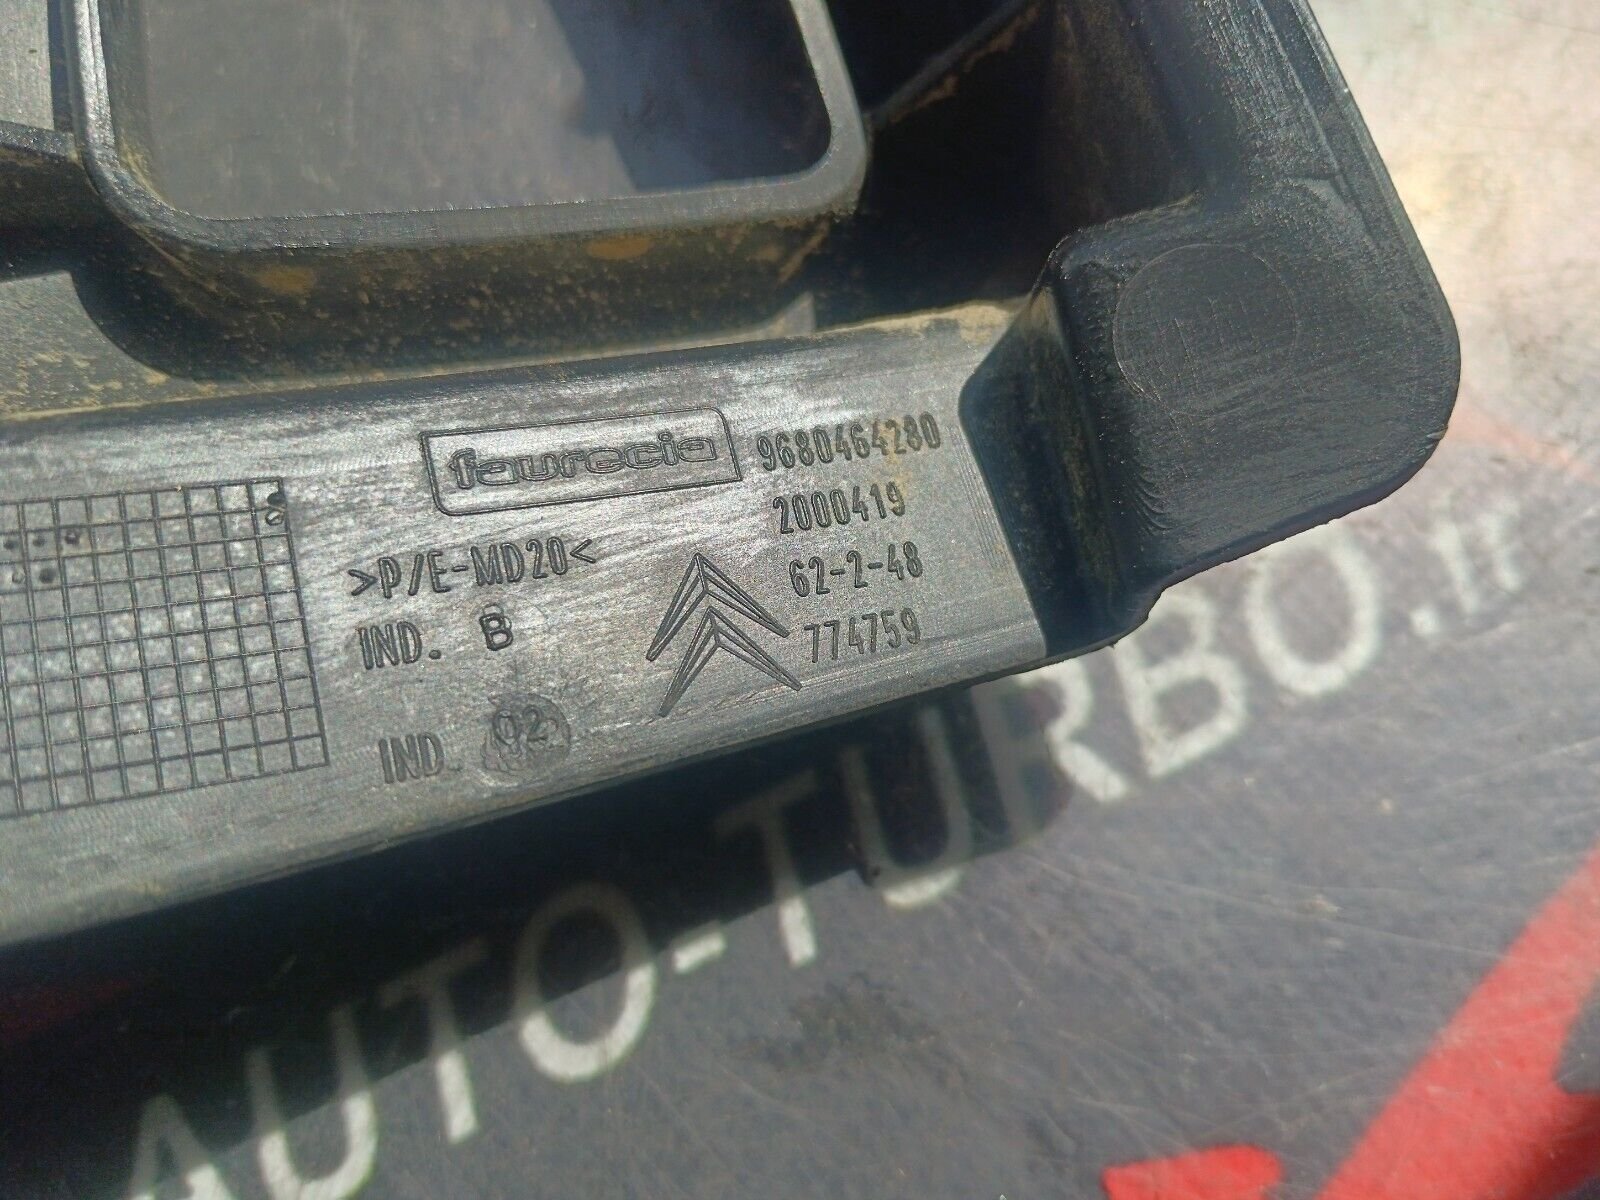 faurecia 9680464280
2000419
>P/E-MD20< 62-2-48
IND. B 774759
IND. 02
AUTO-TURBO.fr